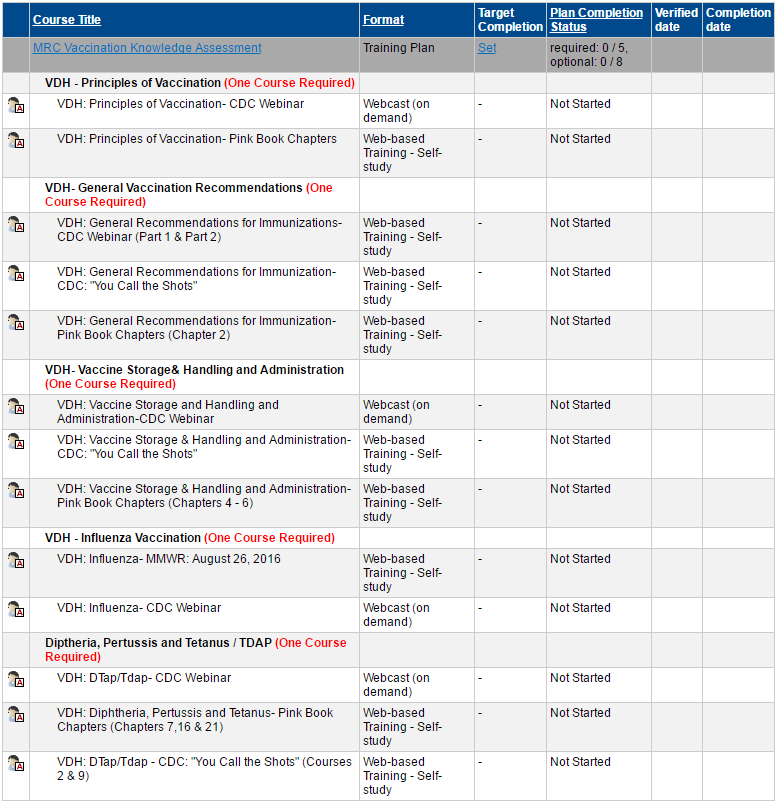 Course Title Format Target Completion Plan Completion Status Verified date Completion date
MRC Vaccination Knowledge Assessment Training Plan Set required: 0 / 5,
optional: 0 / 8
VDH - Principles of Vaccination (One Course Required)
A VDH: Principles of Vaccination- CDC Webinar Webcast (on - Not Started
demand)
A VDH: Principles of Vaccination- Pink Book Chapters Web-based - Not Started
Training - Self-
study
VDH- General Vaccination Recommendations (One
Course Required)
A VDH: General Recommendations for Immunizations- Web-based - Not Started
CDC Webinar (Part 1 & Part 2) Training - Self-
study
A VDH: General Recommendations for Immunization- Web-based - Not Started
CDC: "You Call the Shots" Training - Self-
study
A VDH: General Recommendations for Immunization- Web-based - Not Started
Pink Book Chapters (Chapter 2) Training - Self-
study
VDH- Vaccine Storage& Handling and Administration
(One Course Required)
A VDH: Vaccine Storage and Handling and Webcast (on - Not Started
Administration-CDC Webinar demand)
A VDH: Vaccine Storage & Handling and Administration- Web-based - Not Started
CDC: "You Call the Shots" Training - Self-
study
A VDH: Vaccine Storage & Handling and Administration- Web-based - Not Started
Pink Book Chapters (Chapters 4 - 6) Training - Self-
study
VDH - Influenza Vaccination (One Course Required)
A VDH: Influenza- MMWR: August 26, 2016 Web-based - Not Started
Training - Self-
study
A VDH: Influenza- CDC Webinar Webcast (on - Not Started
demand)
Diptheria, Pertussis and Tetanus / TDAP (One Course
Required)
A VDH: DTap/Tdap- CDC Webinar Webcast (on - Not Started
demand)
A VDH: Diphtheria, Pertussis and Tetanus- Pink Book Web-based - Not Started
Chapters (Chapters 7,16 & 21) Training - Self-
study
A VDH: DTap/Tdap - CDC: "You Call the Shots" (Courses Web-based - Not Started
2 & 9) Training - Self-
study